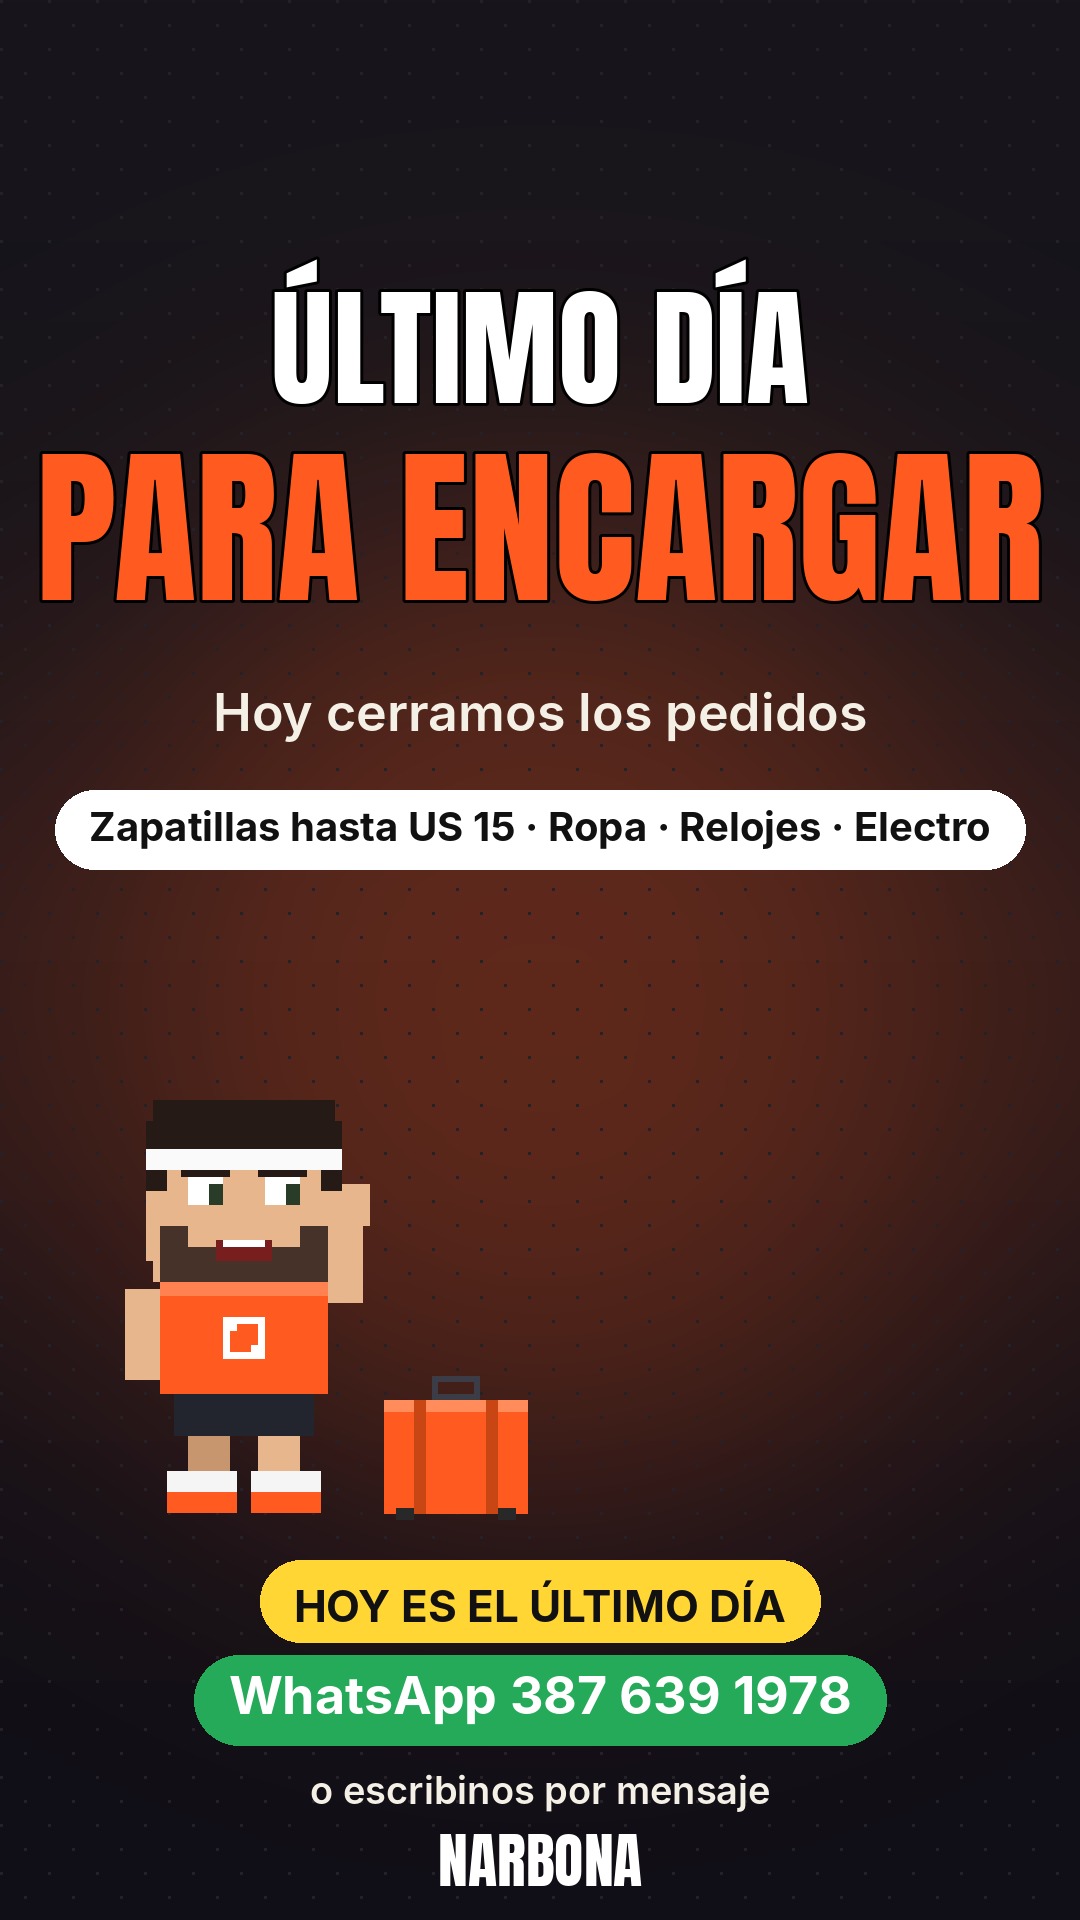 ÚLTIMO DÍA
PARA ENCARGAR
Hoy cerramos los pedidos
Zapatillas hasta US 15 · Ropa · Relojes · Electro
HOY ES EL ÚLTIMO DÍA
WhatsApp 387 639 1978
o escribinos por mensaje
NARBONA